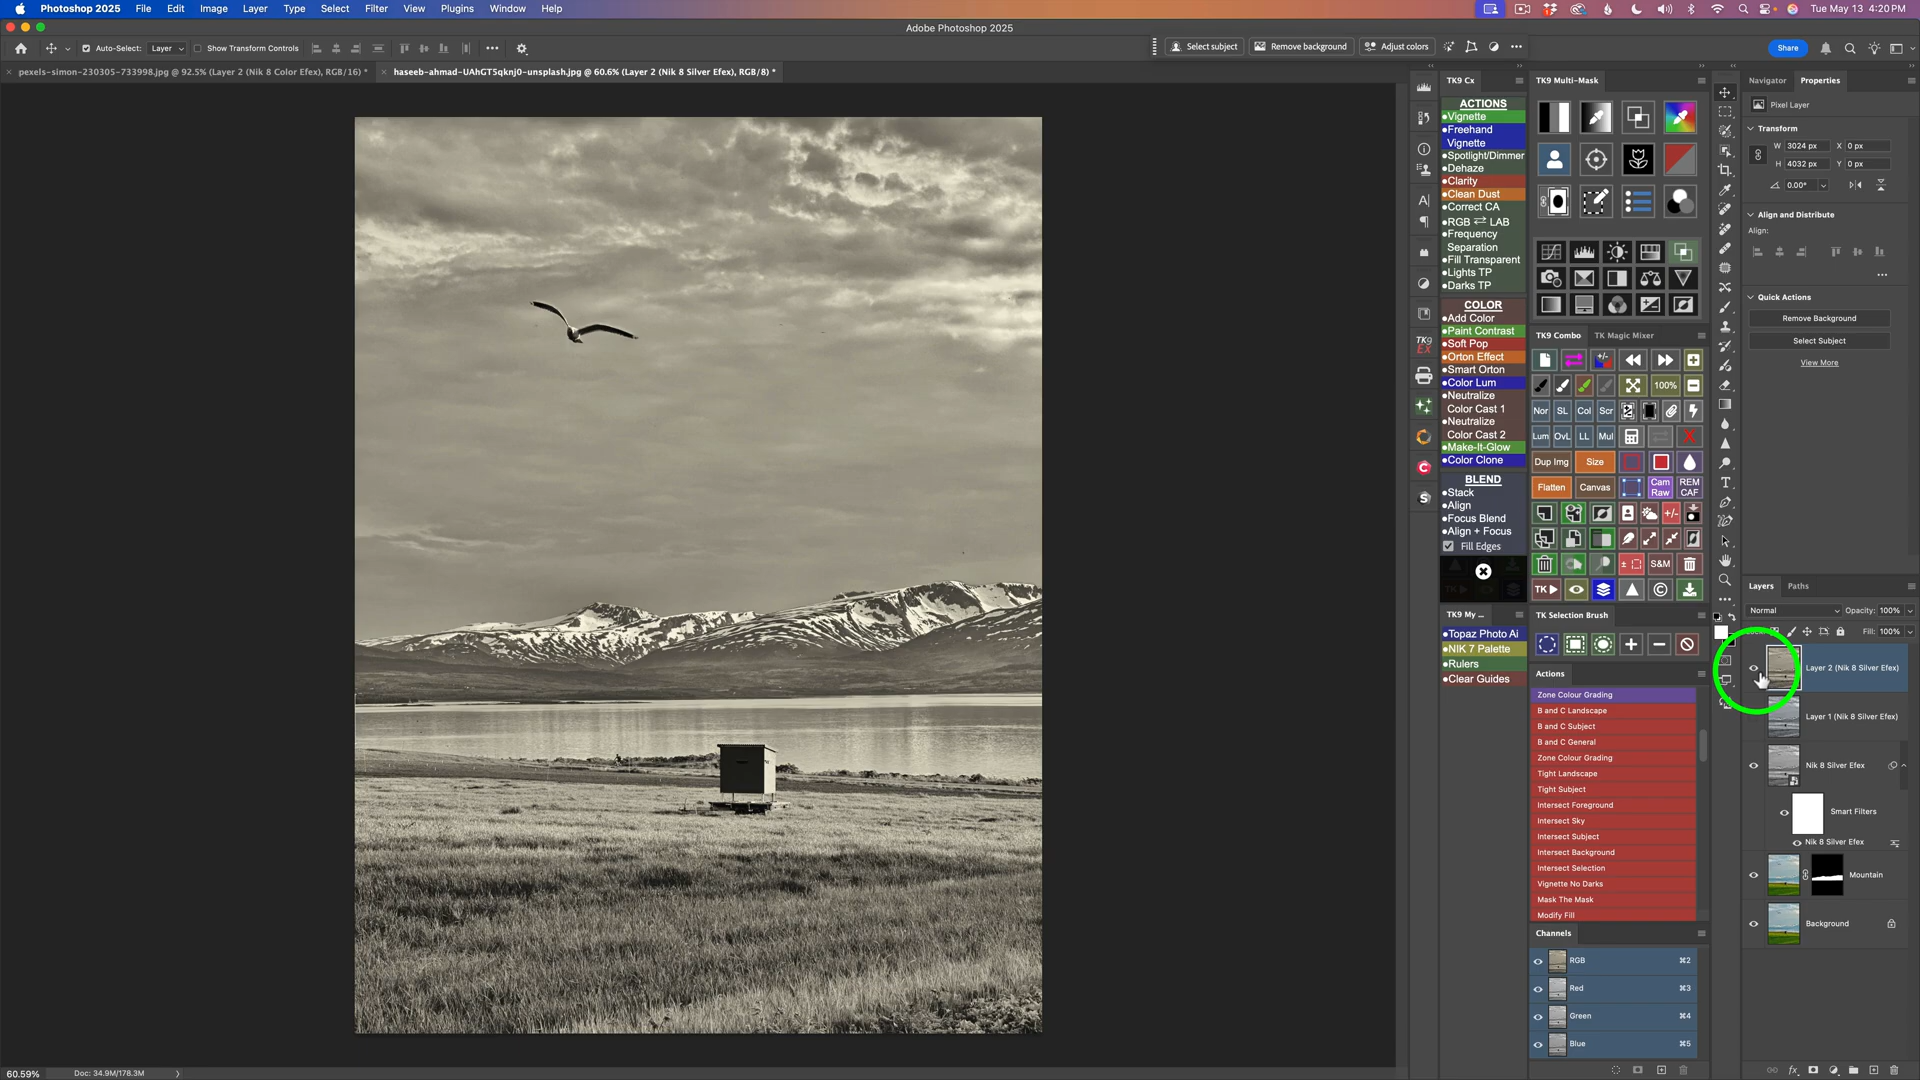 Photoshop 2025 File Edit Image Layer Type Select Filter View Plugins Window Help
Tue May 13 4:20 PM
Adobe Photoshop 2025
Auto-Select: Layer Show Transform Controls
Select subject Remove background Adjust colors
Share
pexels-simon-230305-733998.jpg @ 92.5% (Layer 2 (Nik 8 Color Efex), RGB/16) *
haseeb-ahmad-UAhGT5qknj0-unsplash.jpg @ 60.6% (Layer 2 (Nik 8 Silver Efex), RGB/8) *
TK9 Cx
ACTIONS
Vignette
Freehand
Vignette
Spotlight/Dimmer
Dehaze
Clarity
Clean Dust
Correct CA
RGB ⇄ LAB
Frequency
Separation
Fill Transparent
Lights TP
Darks TP
COLOR
Add Color
Paint Contrast
Soft Pop
Orton Effect
Smart Orton
Color Lum
Neutralize
Color Cast 1
Neutralize
Color Cast 2
Make-It-Glow
Color Clone
BLEND
Stack
Align
Focus Blend
Align + Focus
Fill Edges
TK9 My ...
Topaz Photo Ai
NIK 7 Palette
Rulers
Clear Guides
TK9
EX
TK9 Multi-Mask
TK9 Combo TK Magic Mixer
100%
Nor SL Col Scr
Lum OvL LL Mul
Dup Img Size
Flatten Canvas Cam Raw REM CAF
S&M
TK
TK Selection Brush
Actions
Zone Colour Grading
B and C Landscape
B and C Subject
B and C General
Zone Colour Grading
Tight Landscape
Tight Subject
Intersect Foreground
Intersect Sky
Intersect Subject
Intersect Background
Intersect Selection
Vignette No Darks
Mask The Mask
Modify Fill
Channels
RGB ⌘2
Red ⌘3
Green ⌘4
Blue ⌘5
Navigator Properties
Pixel Layer
Transform
W 3024 px X 0 px
H 4032 px Y 0 px
0.00°
Align and Distribute
Align:
Quick Actions
Remove Background
Select Subject
View More
Layers Paths
Normal Opacity: 100%
Fill: 100%
Layer 2 (Nik 8 Silver Efex)
Layer 1 (Nik 8 Silver Efex)
Nik 8 Silver Efex
Smart Filters
Nik 8 Silver Efex
Mountain
Background
60.59% Doc: 34.9M/178.3M